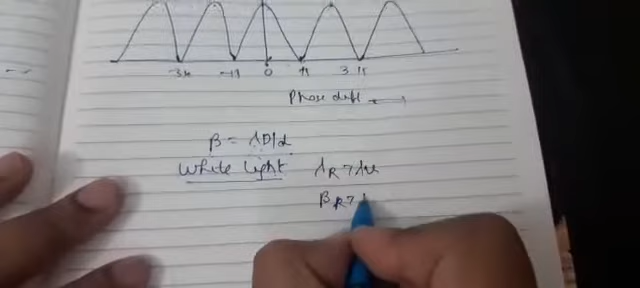 -3π -π 0 π 3π
Phase diff →
β = λD/d
White light λR > λV
βR >